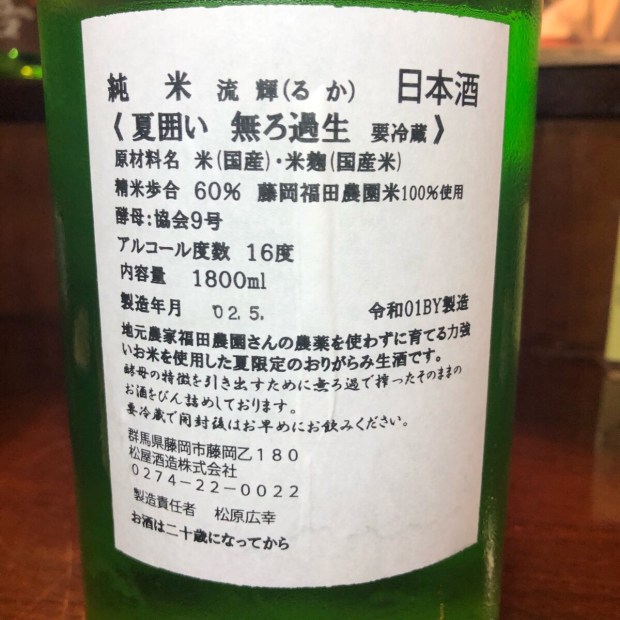 純 米 流 輝(る か) 日本酒
《 夏囲い 無ろ過生 要冷蔵 》
原材料名 米(国産)・米麹(国産米)
精米歩合 60% 藤岡福田農園米100%使用
酵母:協会9号
アルコール度数 16度
内容量 1800ml
製造年月 '02.5. 令和01BY製造
地元農家福田農園さんの農薬を使わずに育てる力強
いお米を使用した夏限定のおりがらみ生酒です。
酵母の特徴を引き出すために無ろ過で搾ったそのままの
お酒をびん詰めしております。
要冷蔵で開封後はお早めにお飲みください。
群馬県藤岡市藤岡乙180
松屋酒造株式会社
0274-22-0022
製造責任者 松原広幸
お酒は二十歳になってから